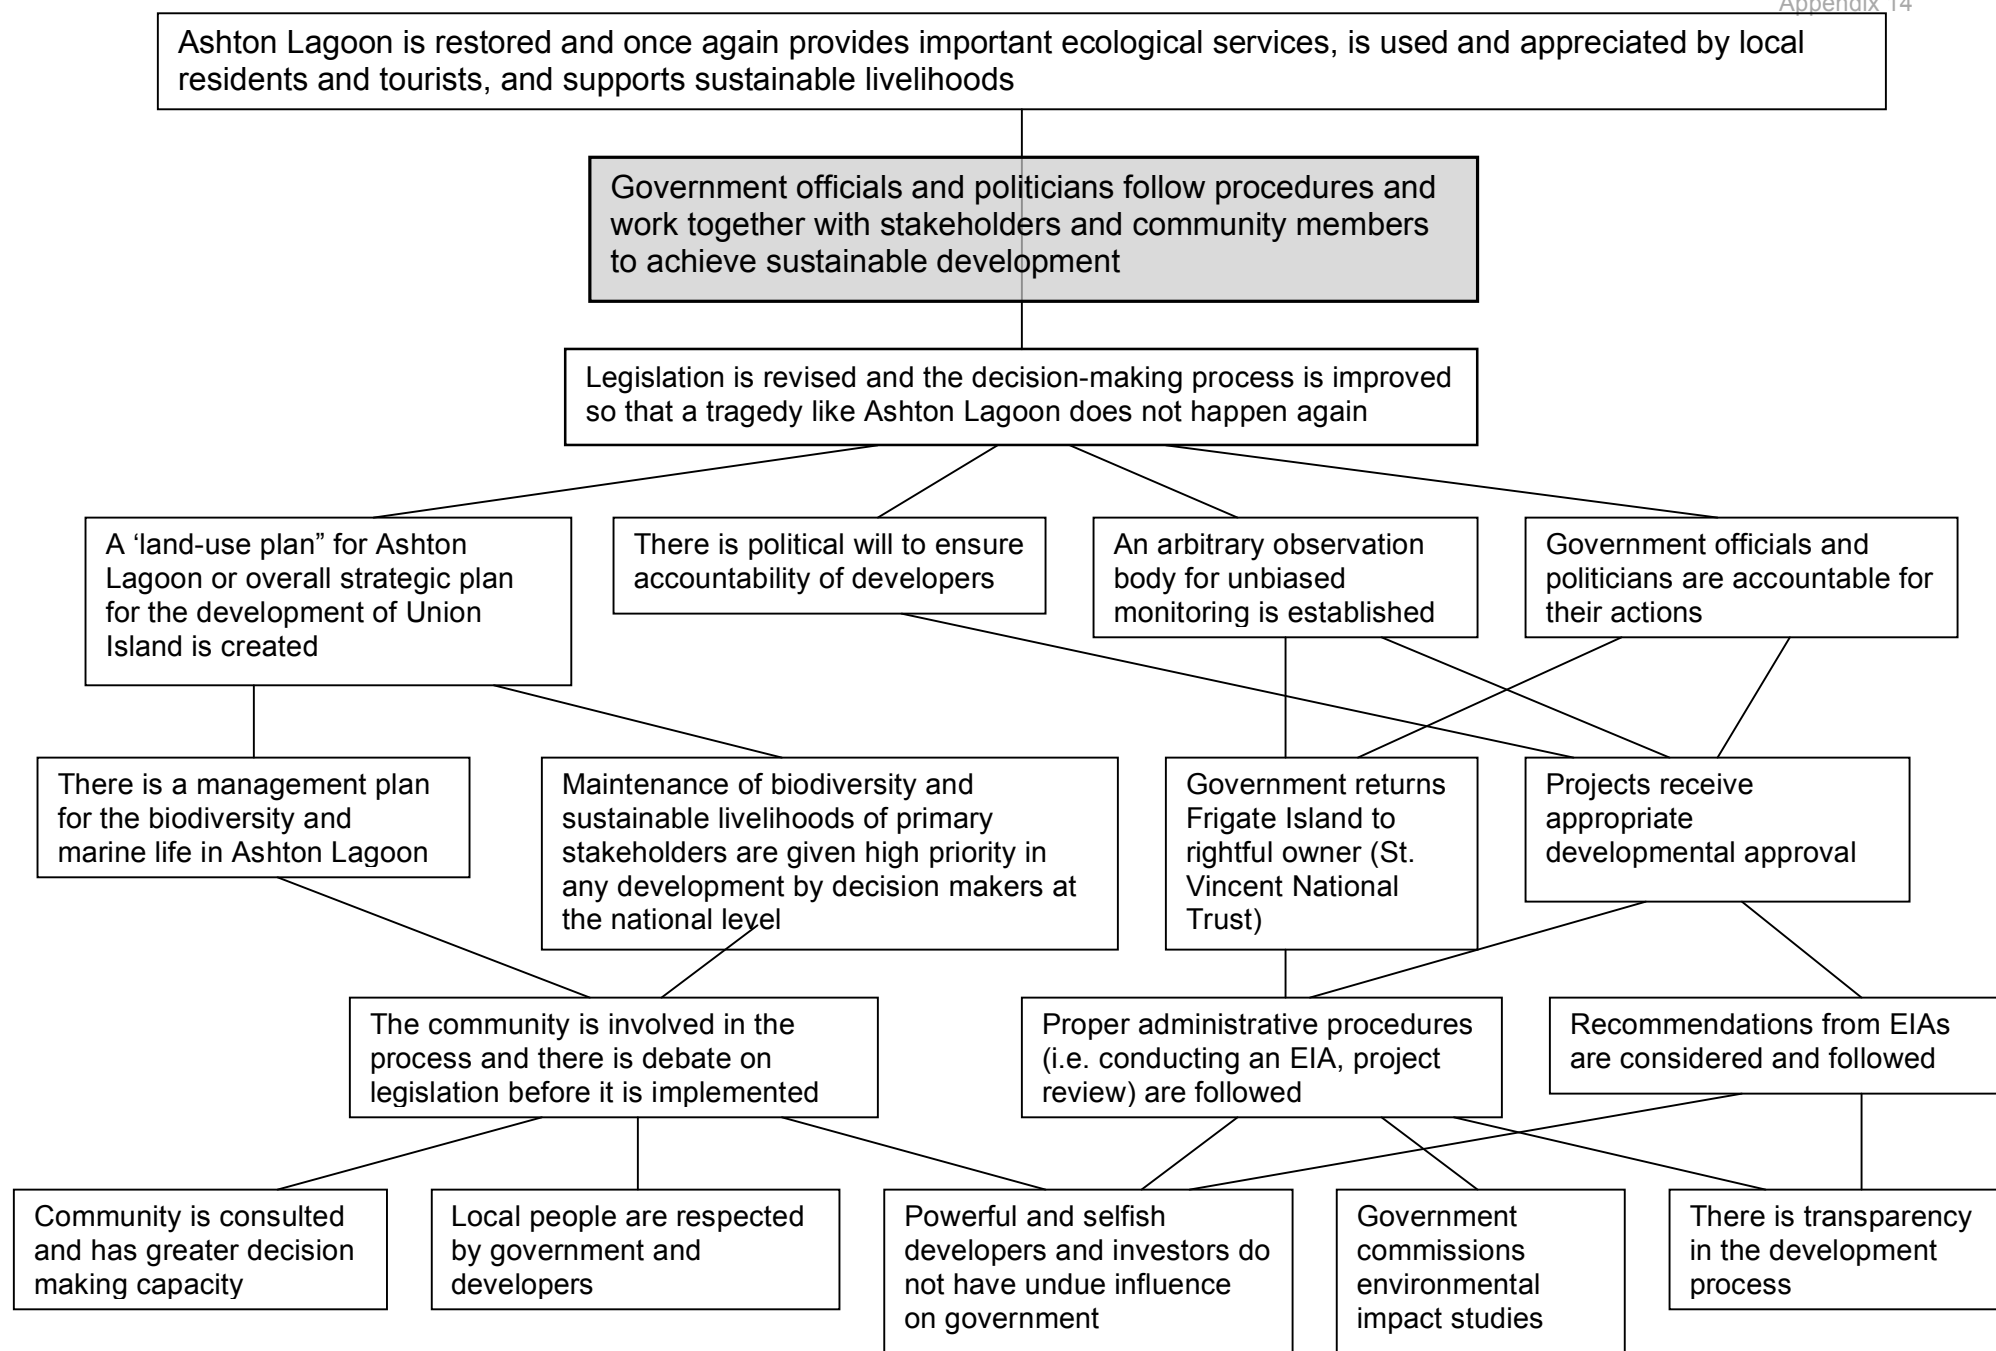 Appendix 14
Ashton Lagoon is restored and once again provides important ecological services, is used and appreciated by local
residents and tourists, and supports sustainable livelihoods
Government officials and politicians follow procedures and
work together with stakeholders and community members
to achieve sustainable development
Legislation is revised and the decision-making process is improved
so that a tragedy like Ashton Lagoon does not happen again
A ‘land-use plan” for Ashton
Lagoon or overall strategic plan
for the development of Union
Island is created
There is political will to ensure
accountability of developers
An arbitrary observation
body for unbiased
monitoring is established
Government officials and
politicians are accountable for
their actions
There is a management plan
for the biodiversity and
marine life in Ashton Lagoon
Maintenance of biodiversity and
sustainable livelihoods of primary
stakeholders are given high priority in
any development by decision makers at
the national level
Government returns
Frigate Island to
rightful owner (St.
Vincent National
Trust)
Projects receive
appropriate
developmental approval
The community is involved in the
process and there is debate on
legislation before it is implemented
Proper administrative procedures
(i.e. conducting an EIA, project
review) are followed
Recommendations from EIAs
are considered and followed
Community is consulted
and has greater decision
making capacity
Local people are respected
by government and
developers
Powerful and selfish
developers and investors do
not have undue influence
on government
Government
commissions
environmental
impact studies
There is transparency
in the development
process